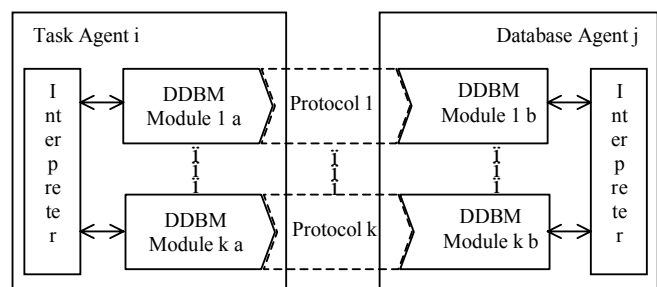 Task Agent i
Database Agent j
I
nt
er
p
re
te
r
DDBM
Module 1 a
Protocol 1
DDBM
Module 1 b
I
nt
er
p
re
te
r
ï
ï
ï
ï
ï
ï
ï
ï
ï
DDBM
Module k a
Protocol k
DDBM
Module k b